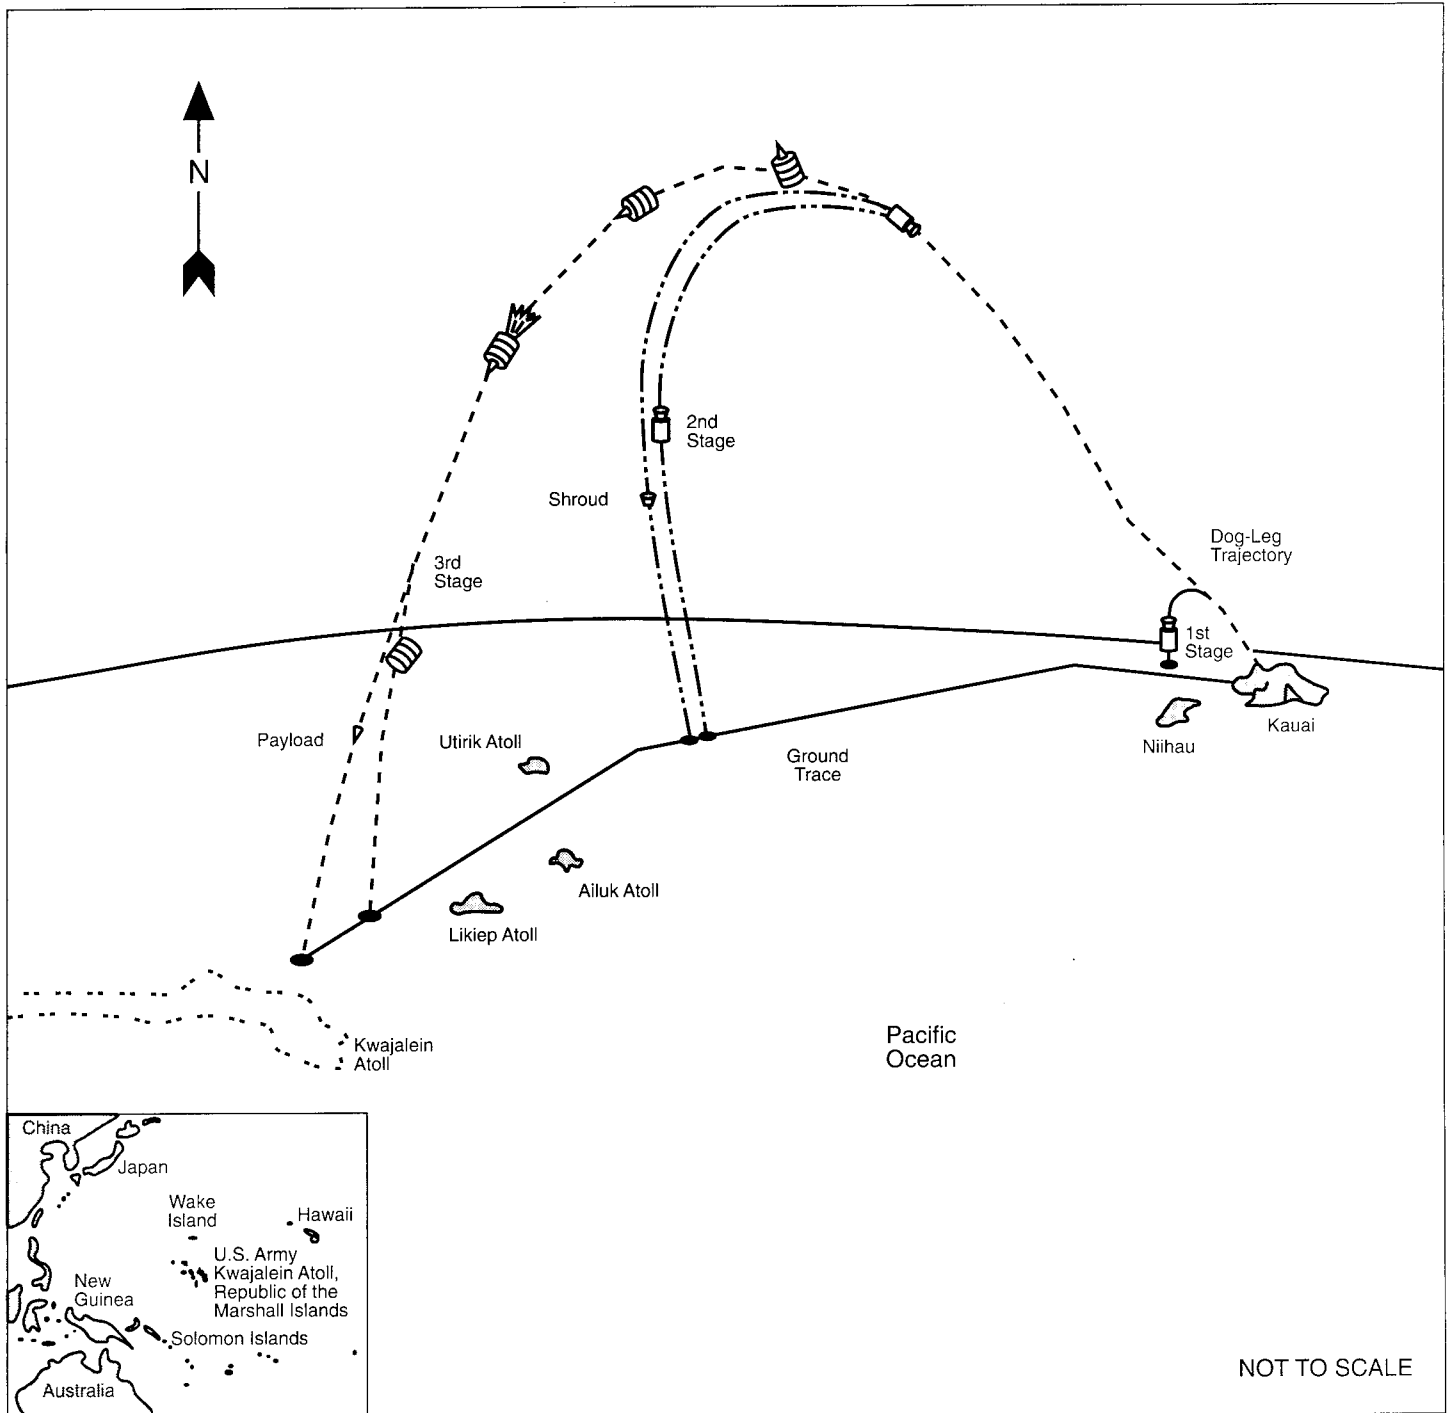 N
2nd
Stage
Shroud
Dog-Leg
Trajectory
3rd
Stage
1st
Stage
Payload
Utirik Atoll
Ground
Trace
Niihau
Kauai
Ailuk Atoll
Likiep Atoll
Kwajalein
Atoll
Pacific
Ocean
China
Japan
Wake
Island
Hawaii
U.S. Army
Kwajalein Atoll,
Republic of the
Marshall Islands
New
Guinea
Solomon Islands
Australia
NOT TO SCALE